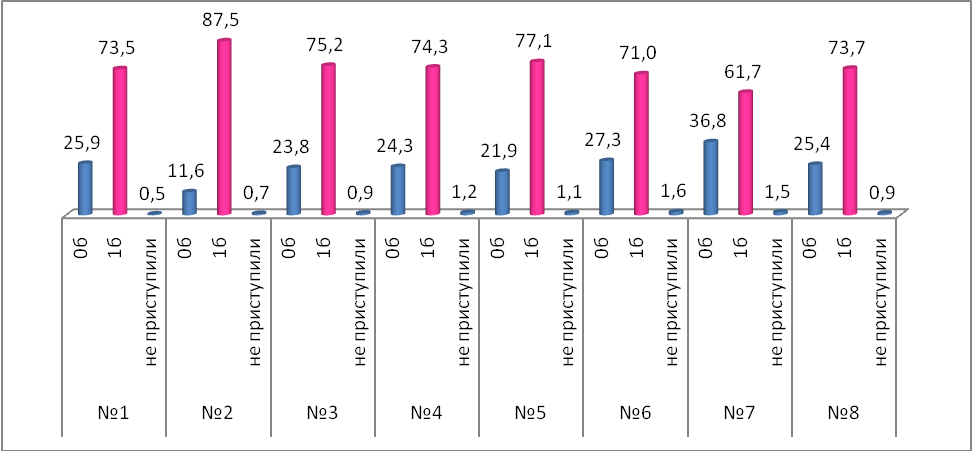 25,9 73,5 0,5 11,6 87,5 0,7 23,8 75,2 0,9 24,3 74,3 1,2 21,9 77,1 1,1 27,3 71,0 1,6 36,8 61,7 1,5 25,4 73,7 0,9
0б 1б не приступили 0б 1б не приступили 0б 1б не приступили 0б 1б не приступили 0б 1б не приступили 0б 1б не приступили 0б 1б не приступили 0б 1б не приступили
№1 №2 №3 №4 №5 №6 №7 №8